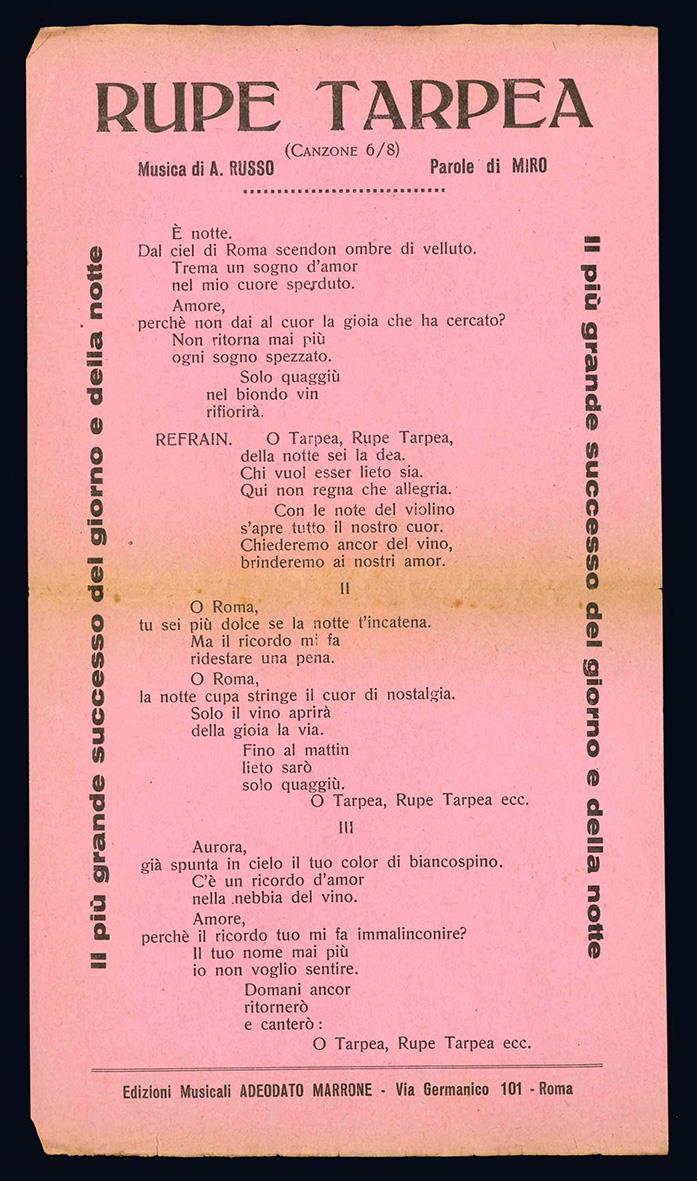 RUPE TARPEA
(CANZONE 6/8)
Musica di A. RUSSO Parole di MIRO
È notte.
Dal ciel di Roma scendon ombre di velluto.
Trema un sogno d'amor
nel mio cuore sperduto.
Amore,
perchè non dai al cuor la gioia che ha cercato?
Non ritorna mai più
ogni sogno spezzato.
Solo quaggiù
nel biondo vin
rifiorirà.
REFRAIN. O Tarpea, Rupe Tarpea,
della notte sei la dea.
Chi vuol esser lieto sia.
Qui non regna che allegria.
Con le note del violino
s'apre tutto il nostro cuor.
Chiederemo ancor del vino,
brinderemo ai nostri amor.
II
O Roma,
tu sei più dolce se la notte t'incatena.
Ma il ricordo mi fa
ridestare una pena.
O Roma,
la notte cupa stringe il cuor di nostalgia.
Solo il vino aprirà
della gioia la via.
Fino al mattin
lieto sarò
solo quaggiù.
O Tarpea, Rupe Tarpea ecc.
III
Aurora,
già spunta in cielo il tuo color di biancospino.
C'è un ricordo d'amor
nella nebbia del vino.
Amore,
perchè il ricordo tuo mi fa immalinconire?
Il tuo nome mai più
io non voglio sentire.
Domani ancor
ritornerò
e canterò :
O Tarpea, Rupe Tarpea ecc.
Il più grande successo del giorno e della notte
Il più grande successo del giorno e della notte
Edizioni Musicali ADEODATO MARRONE - Via Germanico 101 - Roma